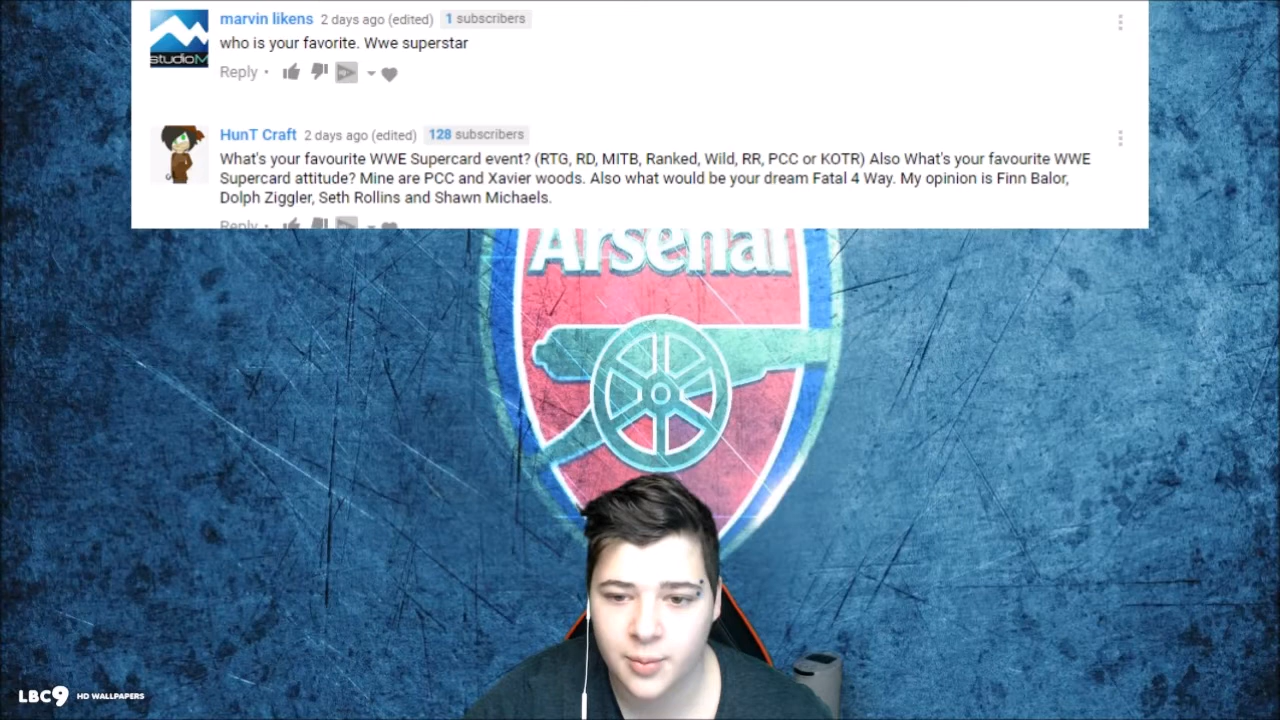 marvin likens 2 days ago (edited) 1 subscribers
who is your favorite. Wwe superstar
Reply •
studioM
HunT Craft 2 days ago (edited) 128 subscribers
What's your favourite WWE Supercard event? (RTG, RD, MITB, Ranked, Wild, RR, PCC or KOTR) Also What's your favourite WWE
Supercard attitude? Mine are PCC and Xavier woods. Also what would be your dream Fatal 4 Way. My opinion is Finn Balor,
Dolph Ziggler, Seth Rollins and Shawn Michaels.
Reply •
Arsenal
LBC9 HD WALLPAPERS